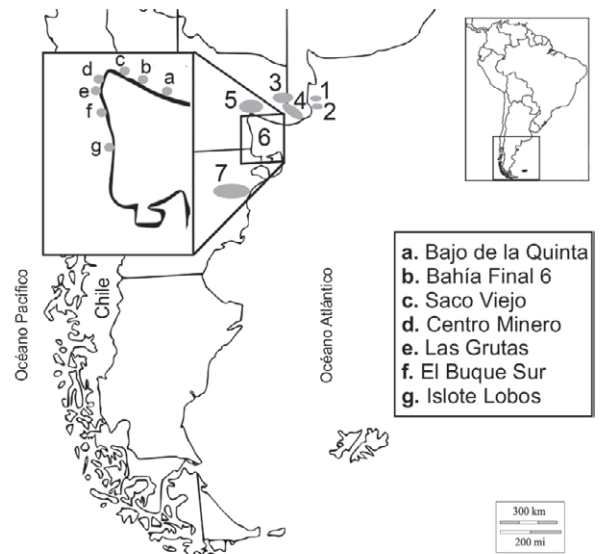 c
d
b
a
e
f
g
3
1
5
4
2
6
7
Océano Pacífico
Chile
Océano Atlántico
a. Bajo de la Quinta
b. Bahía Final 6
c. Saco Viejo
d. Centro Minero
e. Las Grutas
f. El Buque Sur
g. Islote Lobos
300 km
200 mi